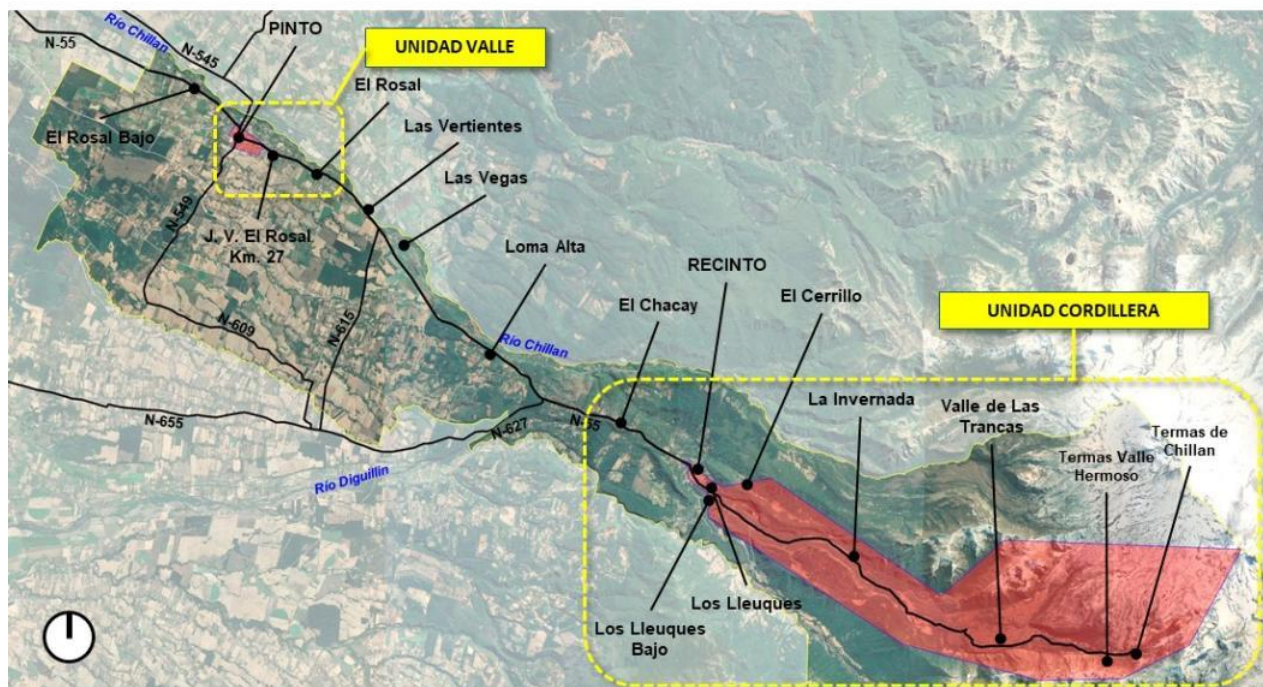 Río Chillan
PINTO
N-55
N-545
UNIDAD VALLE
El Rosal
El Rosal Bajo
Las Vertientes
Las Vegas
N-549
J. V. El Rosal
Km. 27
Loma Alta
RECINTO
El Cerrillo
UNIDAD CORDILLERA
El Chacay
N-609
N-615
Río Chillan
La Invernada
Valle de Las
Trancas
Termas de
Chillan
Termas Valle
Hermoso
N-655
N-627
N-55
Río Diguillín
Los Lleuques
Los Lleuques
Bajo